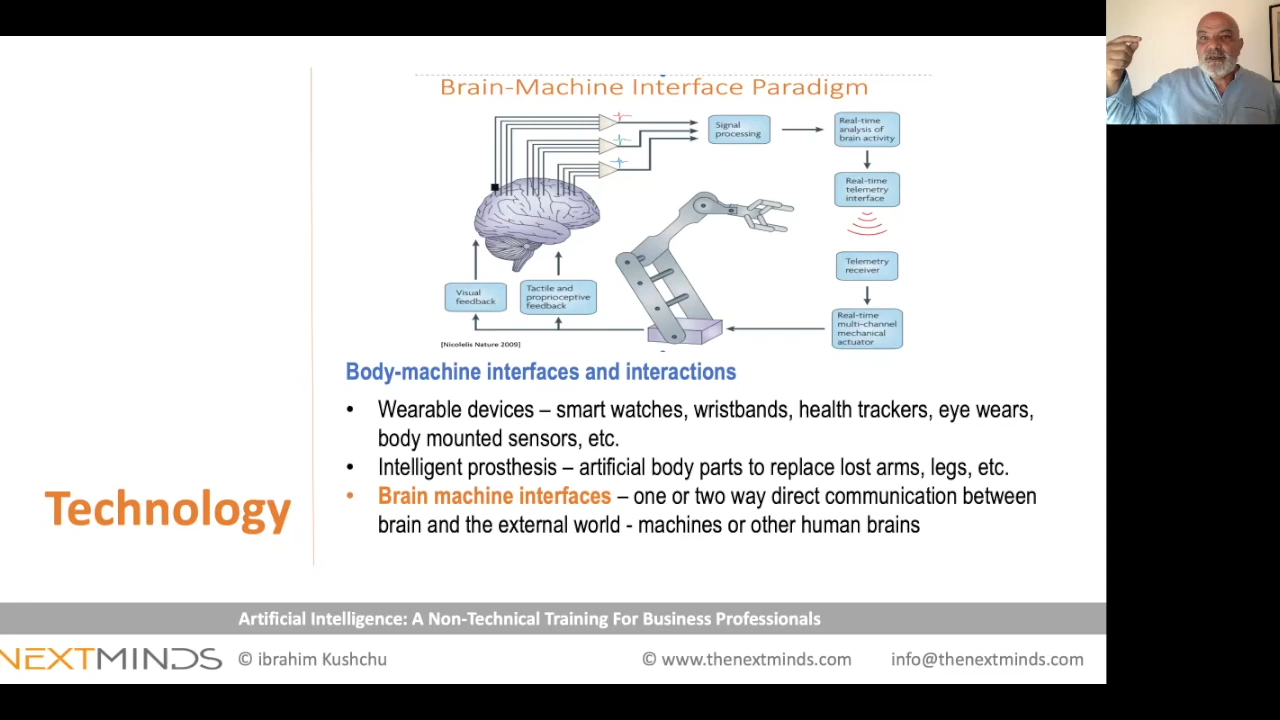 Brain-Machine Interface Paradigm
Signal
processing
Real-time
analysis of
brain activity
Real-time
telemetry
interface
Telemetry
receiver
Real-time
multi-channel
mechanical
actuator
Visual
feedback
Tactile and
proprioceptive
feedback
[Nicolelis Nature 2009]
Body-machine interfaces and interactions
• Wearable devices – smart watches, wristbands, health trackers, eye wears,
body mounted sensors, etc.
• Intelligent prosthesis – artificial body parts to replace lost arms, legs, etc.
• Brain machine interfaces – one or two way direct communication between
brain and the external world - machines or other human brains
Technology
Artificial Intelligence: A Non-Technical Training For Business Professionals
NEXTMINDS © ibrahim Kushchu © www.thenextminds.com info@thenextminds.com